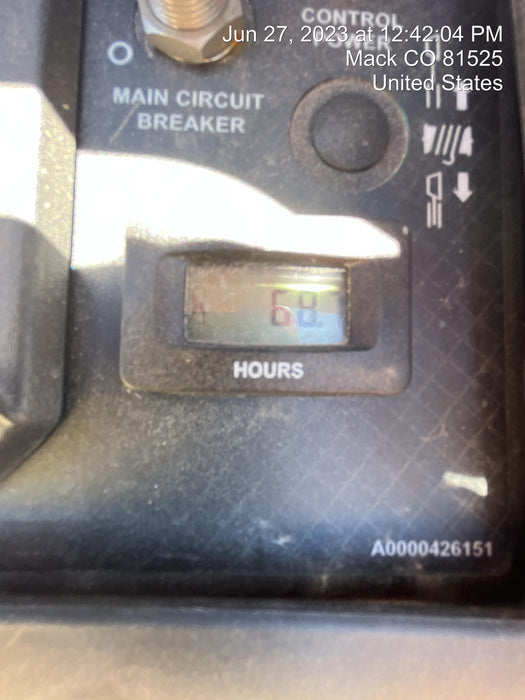 CONTROL
POWER
Jun 27, 2023 at 12:42:04 PM
Mack CO 81525
United States
MAIN CIRCUIT
BREAKER
HOURS
A0000426151